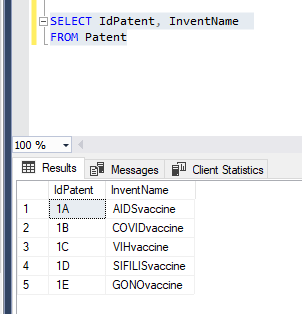 SELECT IdPatent, InventName
FROM Patent
100 %
Results Messages Client Statistics
IdPatent InventName
1 1A AIDSvaccine
2 1B COVIDvaccine
3 1C VIHvaccine
4 1D SIFILISvaccine
5 1E GONOvaccine